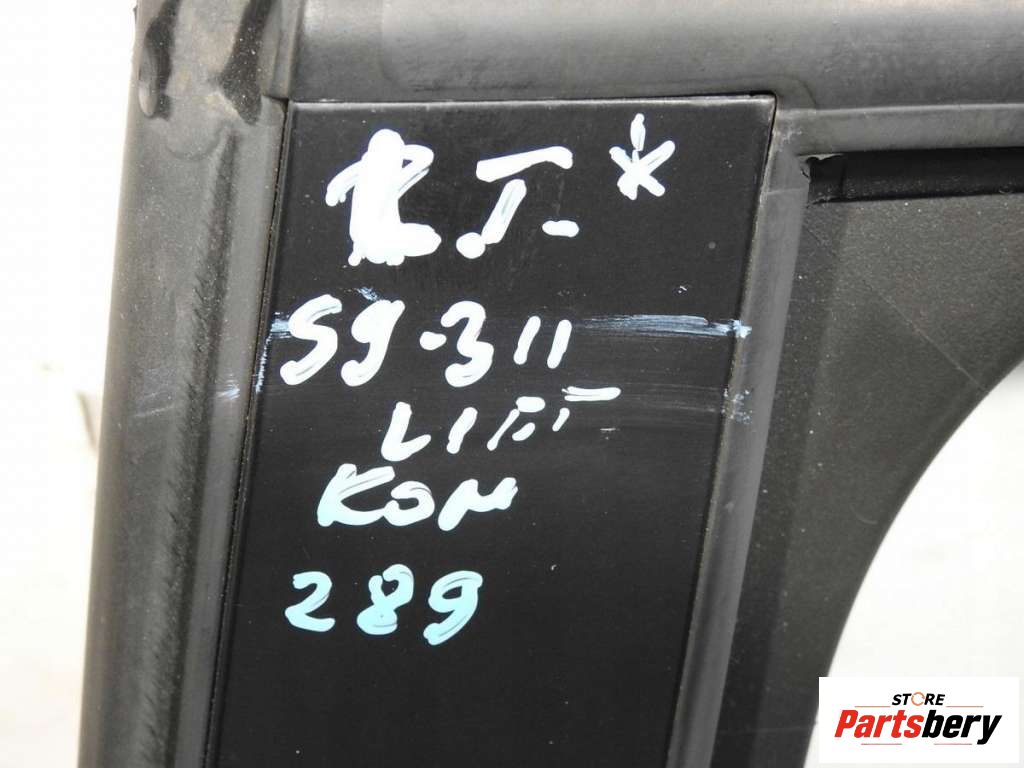 S9-311
LIFT
KOM
289
STORE
Partsbery